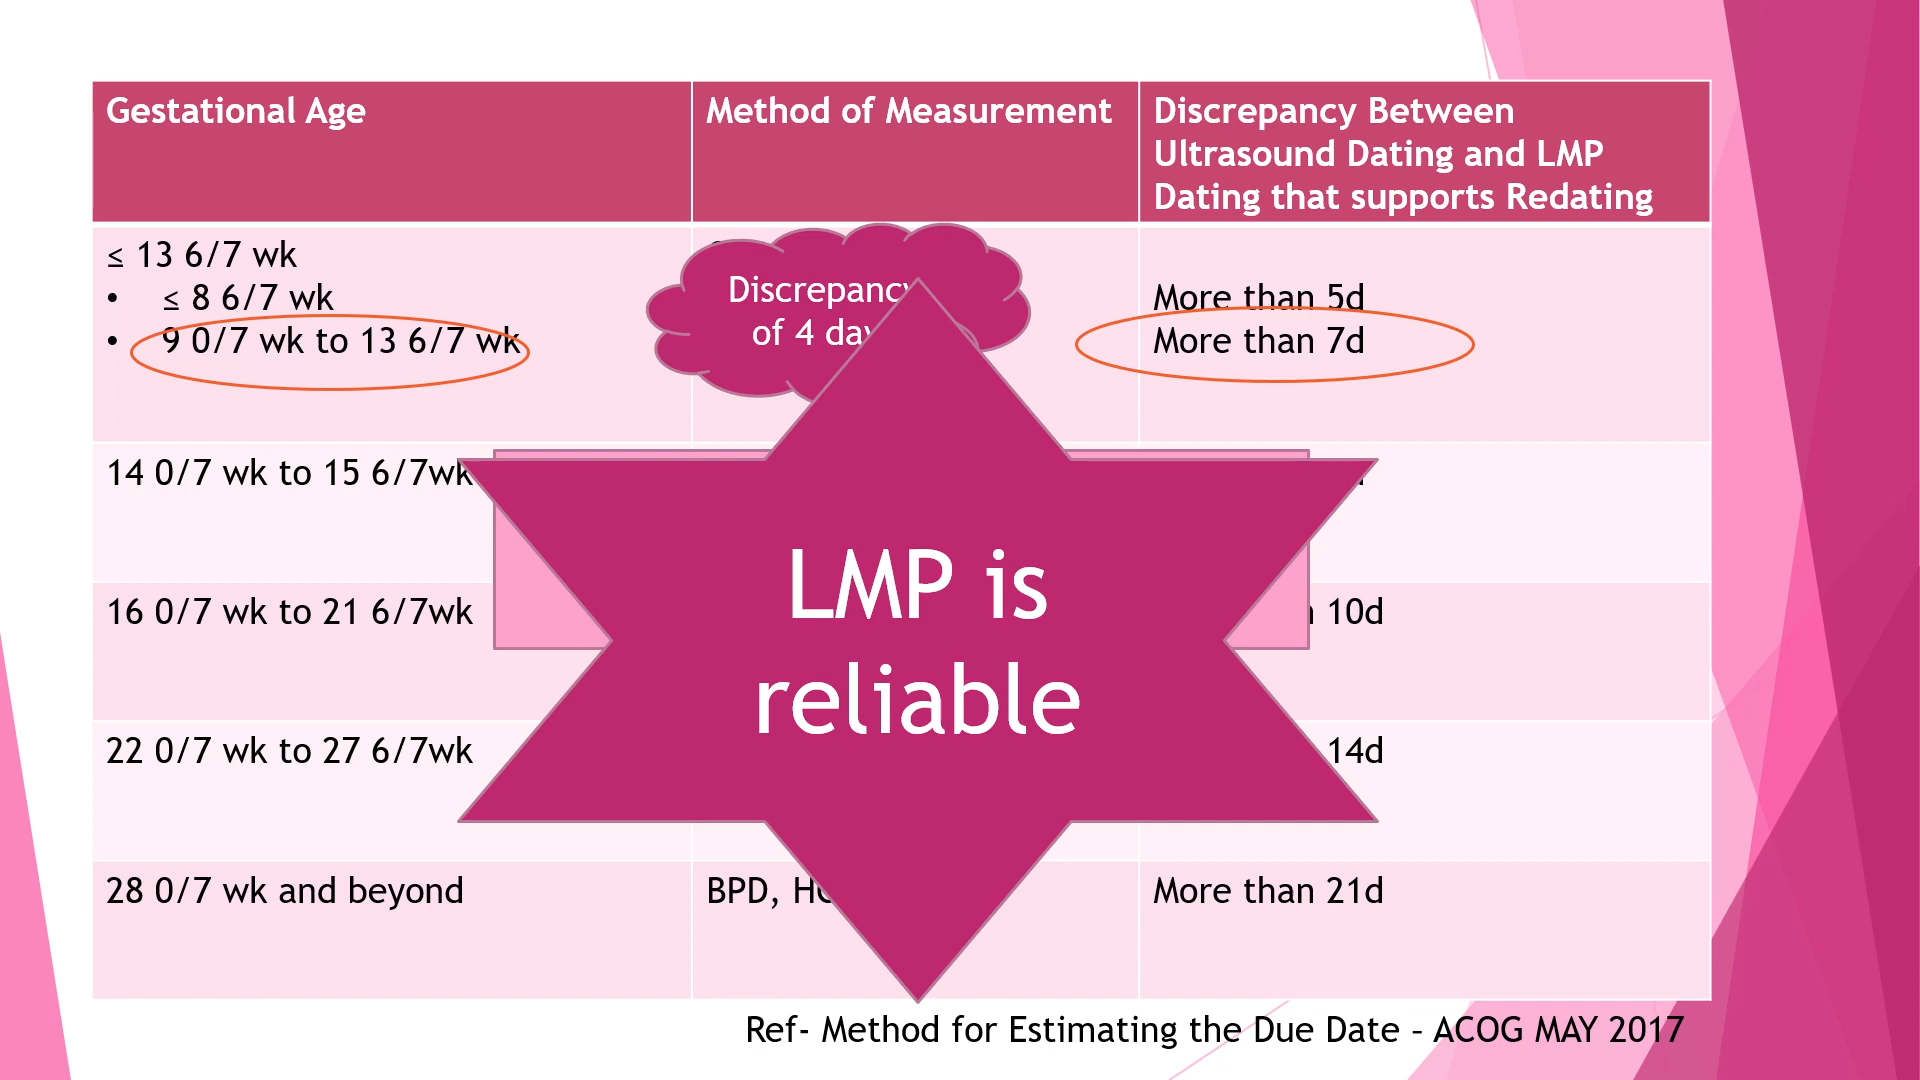 Gestational Age
Method of Measurement
Discrepancy Between
Ultrasound Dating and LMP
Dating that supports Redating
≤ 13 6/7 wk
• ≤ 8 6/7 wk
• 9 0/7 wk to 13 6/7 wk
Discrepancy
of 4
More than 5d
More than 7d
14 0/7 wk to 15 6/7wk
16 0/7 wk to 21 6/7wk
10d
22 0/7 wk to 27 6/7wk
14d
28 0/7 wk and beyond
BPD,
More than 21d
LMP is
reliable
Ref- Method for Estimating the Due Date – ACOG MAY 2017